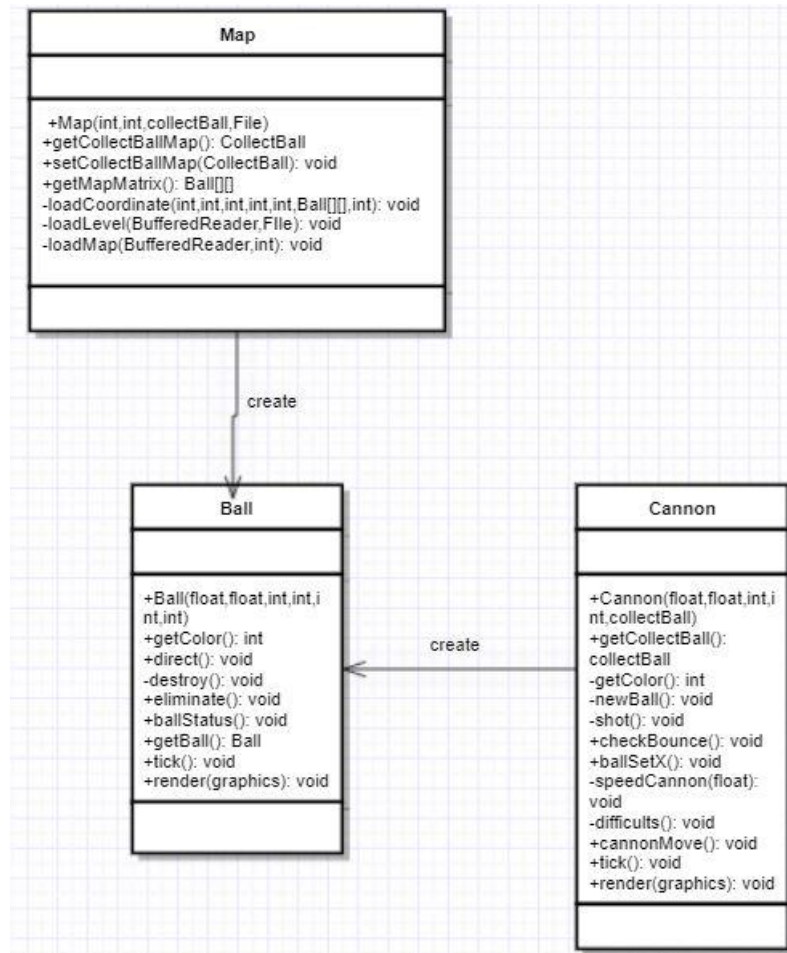 Map
+Map(int,int,collectBall,File)
+getCollectBallMap(): CollectBall
+setCollectBallMap(CollectBall): void
+getMapMatrix(): Ball[][]
-loadCoordinate(int,int,int,int,int,Ball[][],int): void
-loadLevel(BufferedReader,FIle): void
-loadMap(BufferedReader,int): void
create
Ball
+Ball(float,float,int,int,i
nt,int)
+getColor(): int
+direct(): void
-destroy(): void
+eliminate(): void
+ballStatus(): void
+getBall(): Ball
+tick(): void
+render(graphics): void
create
Cannon
+Cannon(float,float,int,i
nt,collectBall)
+getCollectBall():
collectBall
-getColor(): int
-newBall(): void
-shot(): void
+checkBounce(): void
+ballSetX(): void
-speedCannon(float):
void
-difficults(): void
+cannonMove(): void
+tick(): void
+render(graphics): void